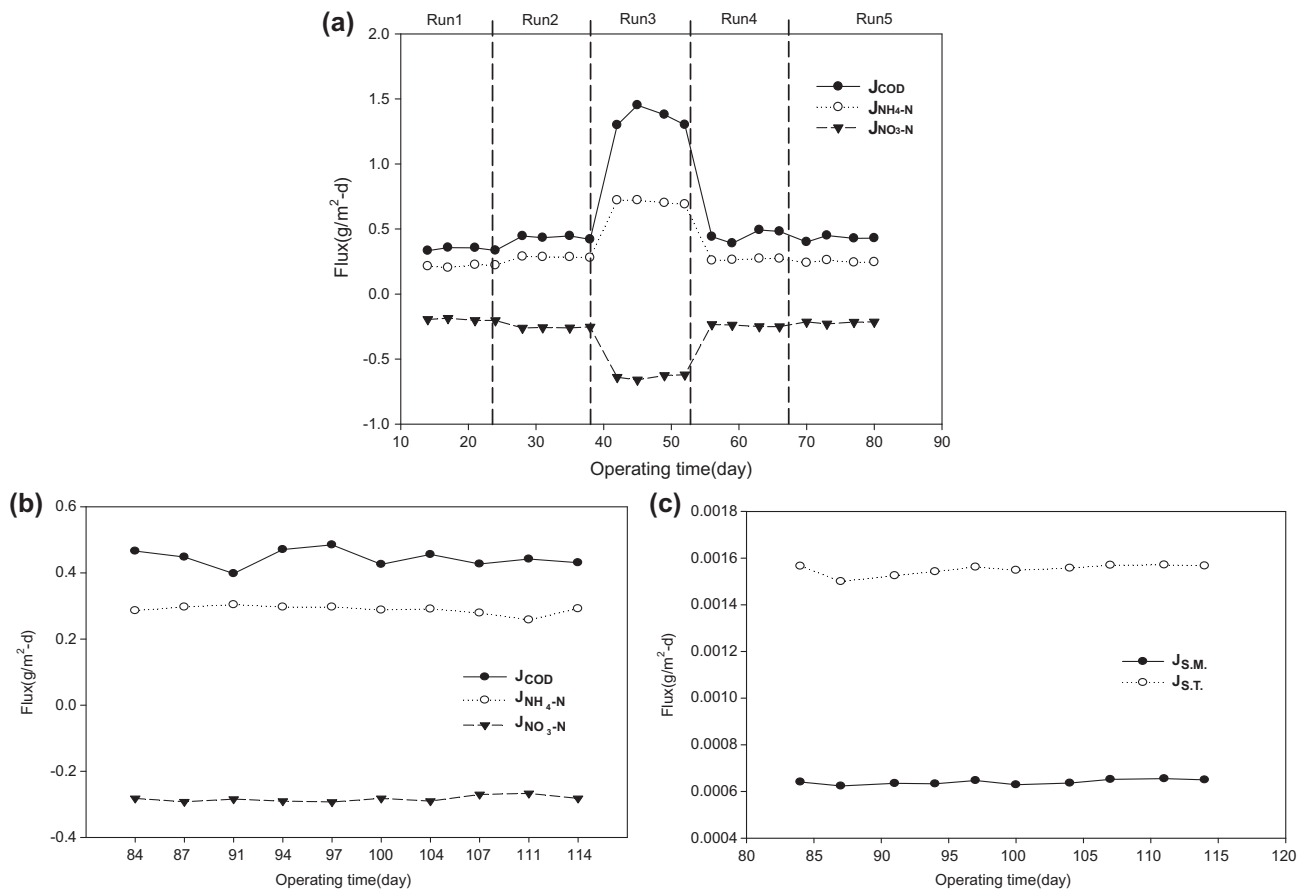 (a)
Run1 Run2 Run3 Run4 Run5
2.0
1.5
1.0
0.5
0.0
-0.5
-1.0
Flux(g/m²-d)
JCOD
JNH4-N
JNO3-N
10 20 30 40 50 60 70 80 90
Operating time(day)
(b)
0.6
0.4
0.2
0.0
-0.2
-0.4
Flux(g/m²-d)
JCOD
JNH4-N
JNO3-N
84 87 91 94 97 100 104 107 111 114
Operating time(day)
(c)
0.0018
0.0016
0.0014
0.0012
0.0010
0.0008
0.0006
0.0004
Flux(g/m²-d)
JS.M.
JS.T.
80 85 90 95 100 105 110 115 120
Operating time(day)